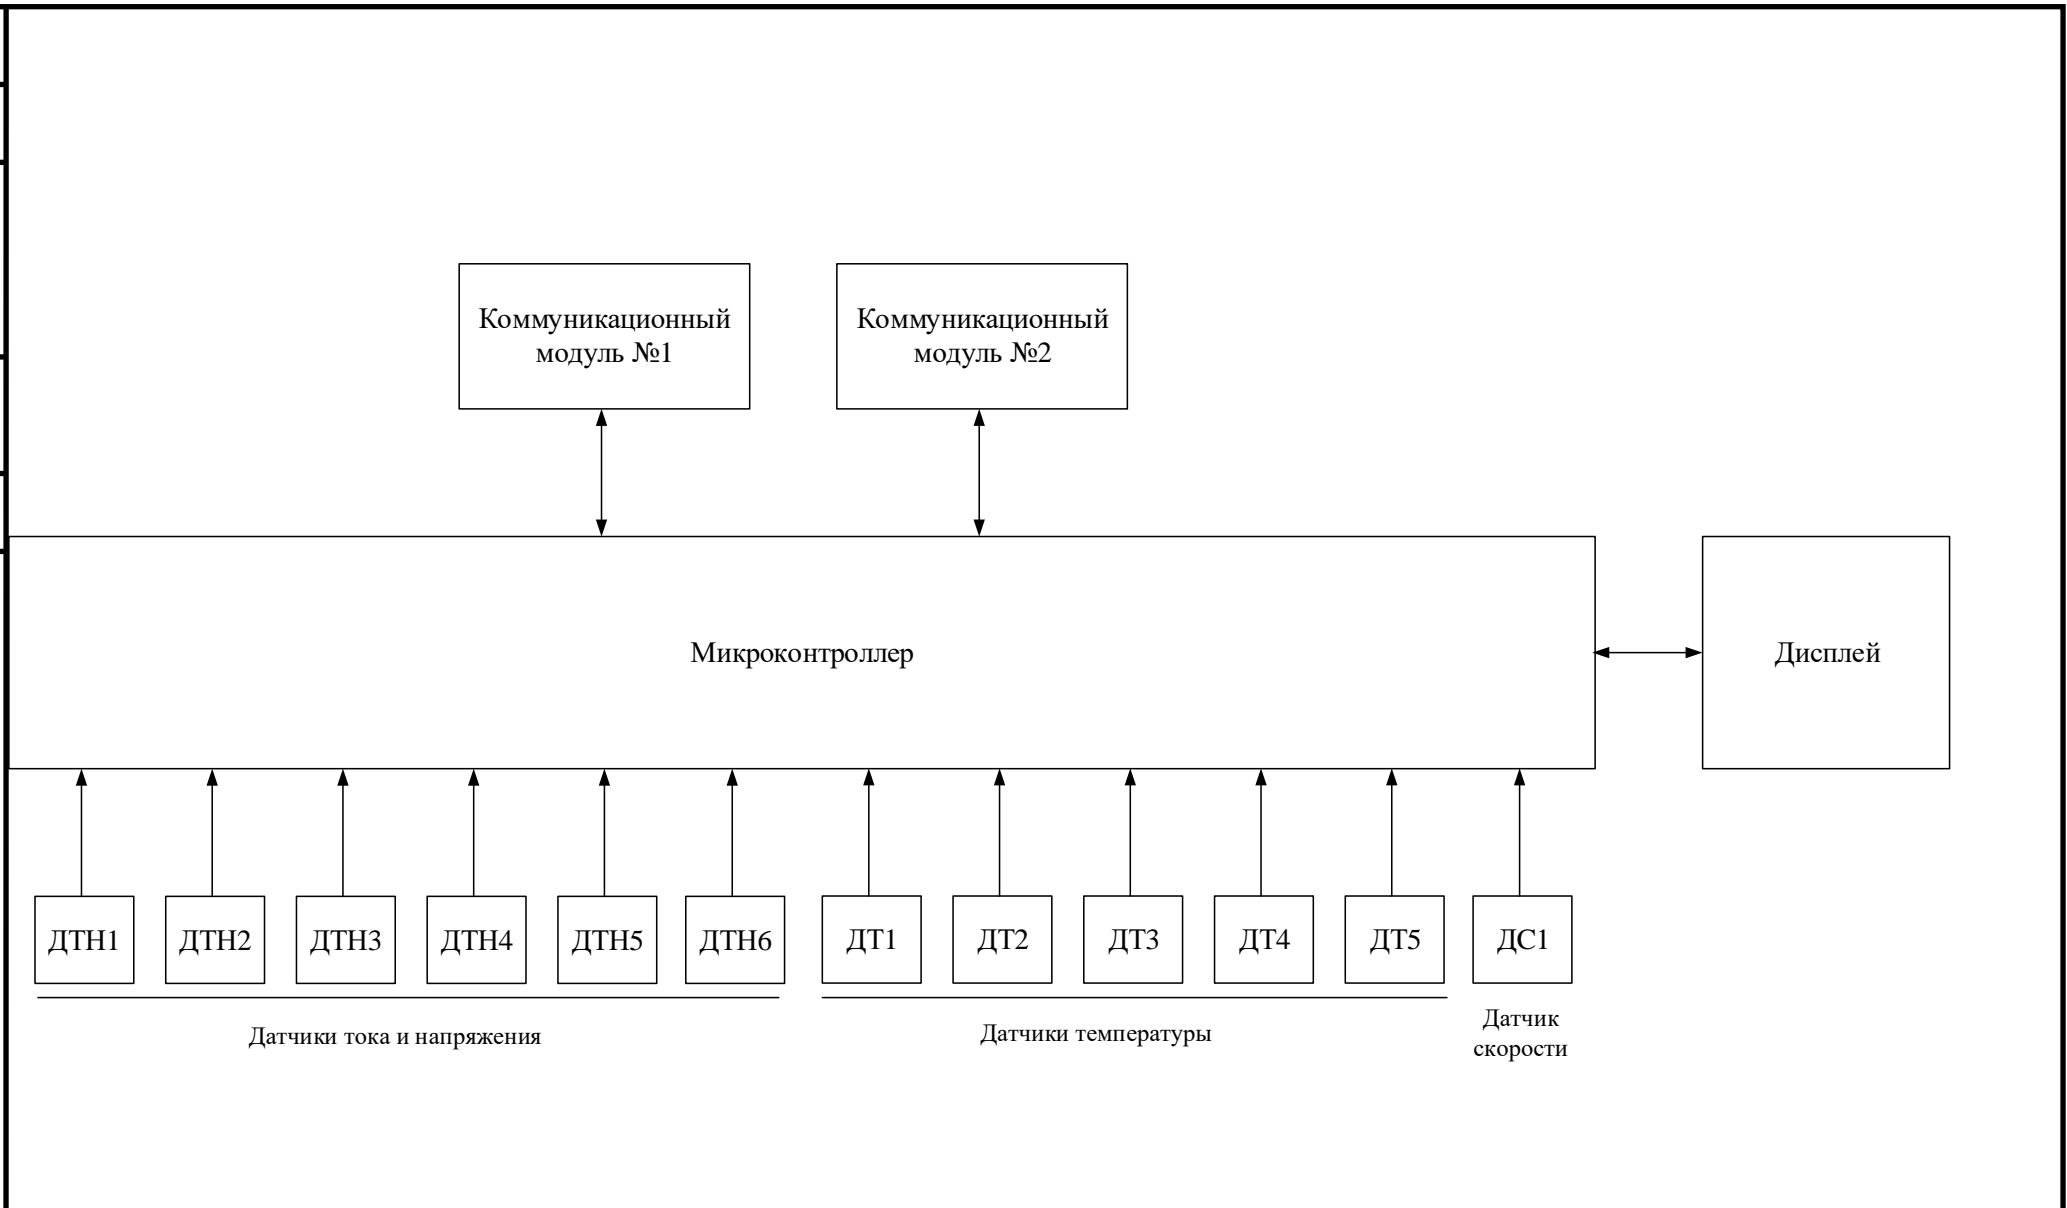 Коммуникационный
модуль №1
Коммуникационный
модуль №2
Микроконтроллер
Дисплей
ДТН1
ДТН2
ДТН3
ДТН4
ДТН5
ДТН6
ДТ1
ДТ2
ДТ3
ДТ4
ДТ5
ДС1
Датчики тока и напряжения
Датчики температуры
Датчик
скорости